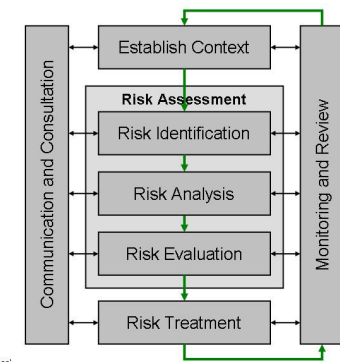 Establish Context
Risk Assessment
Risk Identification
Risk Analysis
Risk Evaluation
Risk Treatment
Communication and Consultation
Monitoring and Review